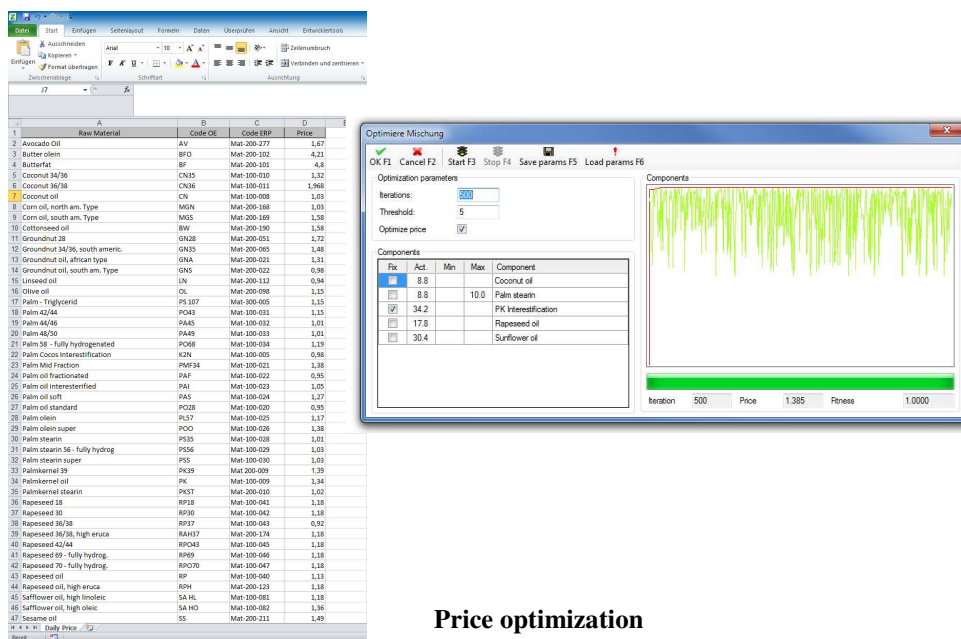 Datei Start Einfügen Seitenlayout Formeln Daten Überprüfen Ansicht Entwicklertools
Ausschneiden
Kopieren
Format übertragen
Einfügen
Arial 10
F K U
Zeilenumbruch
Verbinden und zentrieren
Zwischenablage Schriftart Ausrichtung
J7 fx
A B C D
1 Raw Material Code OE Code ERP Price
2 Avocado Oil AV Mat-200-277 1,67
3 Butter olein BFO Mat-200-102 4,21
4 Butterfat BF Mat-200-101 4,8
5 Coconut 34/36 CN35 Mat-100-010 1,32
6 Coconut 36/38 CN36 Mat-100-011 1,968
7 Coconut oil CN Mat-100-008 1,03
8 Corn oil, north am. Type MGN Mat-200-168 1,03
9 Corn oil, south am. Type MGS Mat-200-169 1,58
10 Cottonseed oil BW Mat-200-190 1,58
11 Groundnut 28 GN28 Mat-200-051 1,72
12 Groundnut 34/36, south americ. GN35 Mat-200-065 1,48
13 Groundnut oil, african type GNA Mat-200-021 1,31
14 Groundnut oil, south am. Type GNS Mat-200-022 0,98
15 Linseed oil LN Mat-200-112 0,94
16 Olive oil OL Mat-200-098 1,15
17 Palm - Triglycerid PS 107 Mat-300-005 1,15
18 Palm 42/44 PO43 Mat-100-031 1,15
19 Palm 44/46 PA45 Mat-100-032 1,01
20 Palm 48/50 PA49 Mat-100-033 1,01
21 Palm 58 - fully hydrogenated PO68 Mat-100-034 1,19
22 Palm Cocos Interestification K2N Mat-100-005 0,98
23 Palm Mid Fraction PMF34 Mat-100-021 1,38
24 Palm oil fractionated PAF Mat-100-022 0,95
25 Palm oil interesterified PAI Mat-100-023 1,05
26 Palm oil soft PAS Mat-100-024 1,27
27 Palm oil standard PO28 Mat-100-020 0,95
28 Palm olein PL57 Mat-100-025 1,17
29 Palm olein super POO Mat-100-026 1,38
30 Palm stearin PS35 Mat-100-028 1,01
31 Palm stearin 56 - fully hydrog PS56 Mat-100-029 1,03
32 Palm stearin super PSS Mat-100-030 1,03
33 Palmkernel 39 PK39 Mat 200-009 1,39
34 Palmkernel oil PK Mat-100-009 1,34
35 Palmkernel stearin PKST Mat-200-010 1,02
36 Rapeseed 18 RP18 Mat-100-041 1,18
37 Rapeseed 30 RP30 Mat-100-042 1,18
38 Rapeseed 36/38 RP37 Mat-100-043 0,92
39 Rapeseed 36/38, high eruca RAH37 Mat-200-174 1,18
40 Rapeseed 42/44 RPO43 Mat-100-045 1,18
41 Rapeseed 69 - fully hydrog. RP69 Mat-100-046 1,18
42 Rapeseed 70 - fully hydrog. RPO70 Mat-100-047 1,18
43 Rapeseed oil RP Mat-100-040 1,13
44 Rapeseed oil, high eruca RPH Mat-200-123 1,18
45 Safflower oil, high linoleic SA HL Mat-100-081 1,18
46 Safflower oil, high oleic SA HO Mat-100-082 1,36
47 Sesame oil SS Mat-200-211 1,49
Daily Price
Bereit
Optimiere Mischung
OK F1 Cancel F2 Start F3 Stop F4 Save params F5 Load params F6
Optimization parameters
Iterations: 500
Threshold: 5
Optimize price
Components
Fix Act. Min Max Component
8.8 Coconut oil
8.8 10.0 Palm stearin
34.2 PK Interestification
17.8 Rapeseed oil
30.4 Sunflower oil
Components
Iteration 500 Price 1.385 Fitness 1.0000
Price optimization